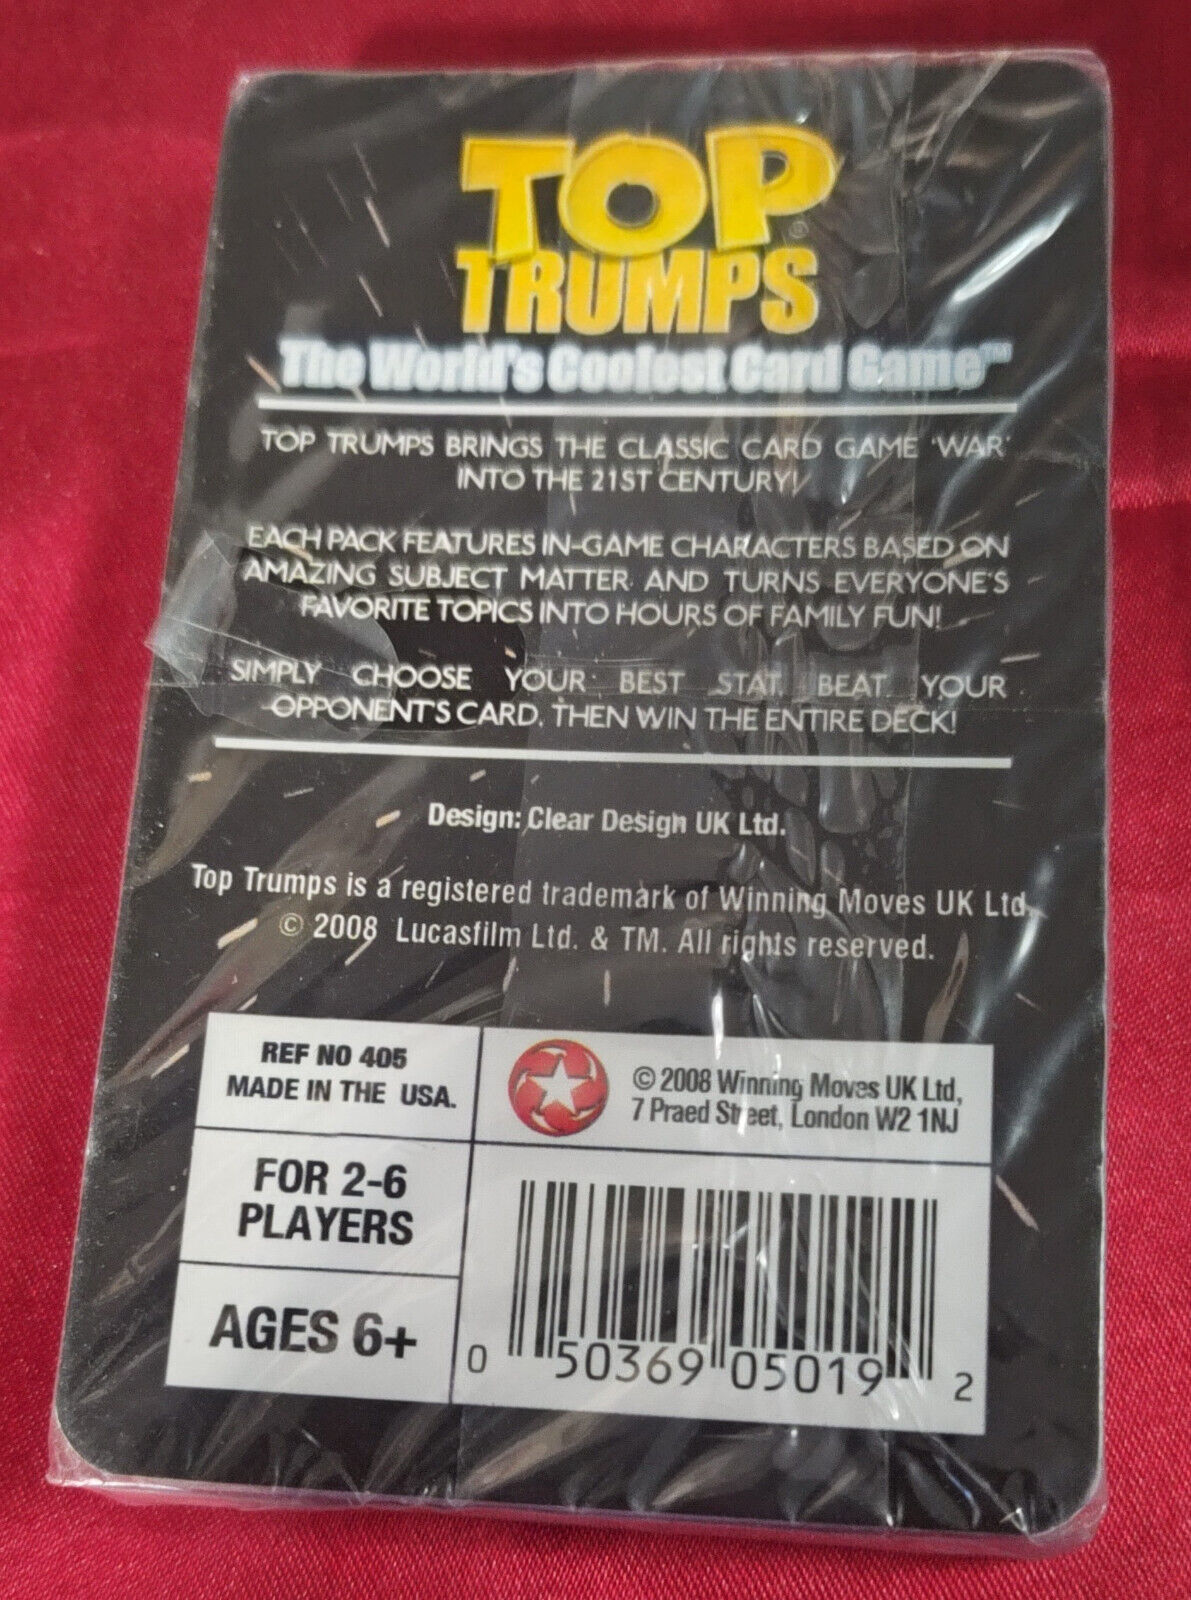 TOP
TRUMPS
The World's Coolest Card Game™
TOP TRUMPS BRINGS THE CLASSIC CARD GAME 'WAR'
INTO THE 21ST CENTURY!
EACH PACK FEATURES IN-GAME CHARACTERS BASED ON
AMAZING SUBJECT MATTER AND TURNS EVERYONE'S
FAVORITE TOPICS INTO HOURS OF FAMILY FUN!
SIMPLY CHOOSE YOUR BEST STAT, BEAT YOUR
OPPONENT'S CARD, THEN WIN THE ENTIRE DECK!
Design: Clear Design UK Ltd.
Top Trumps is a registered trademark of Winning Moves UK Ltd.
© 2008 Lucasfilm Ltd. & TM. All rights reserved.
REF NO 405
MADE IN THE USA.
© 2008 Winning Moves UK Ltd,
7 Praed Street, London W2 1NJ
FOR 2-6
PLAYERS
AGES 6+
0 50369 05019 2